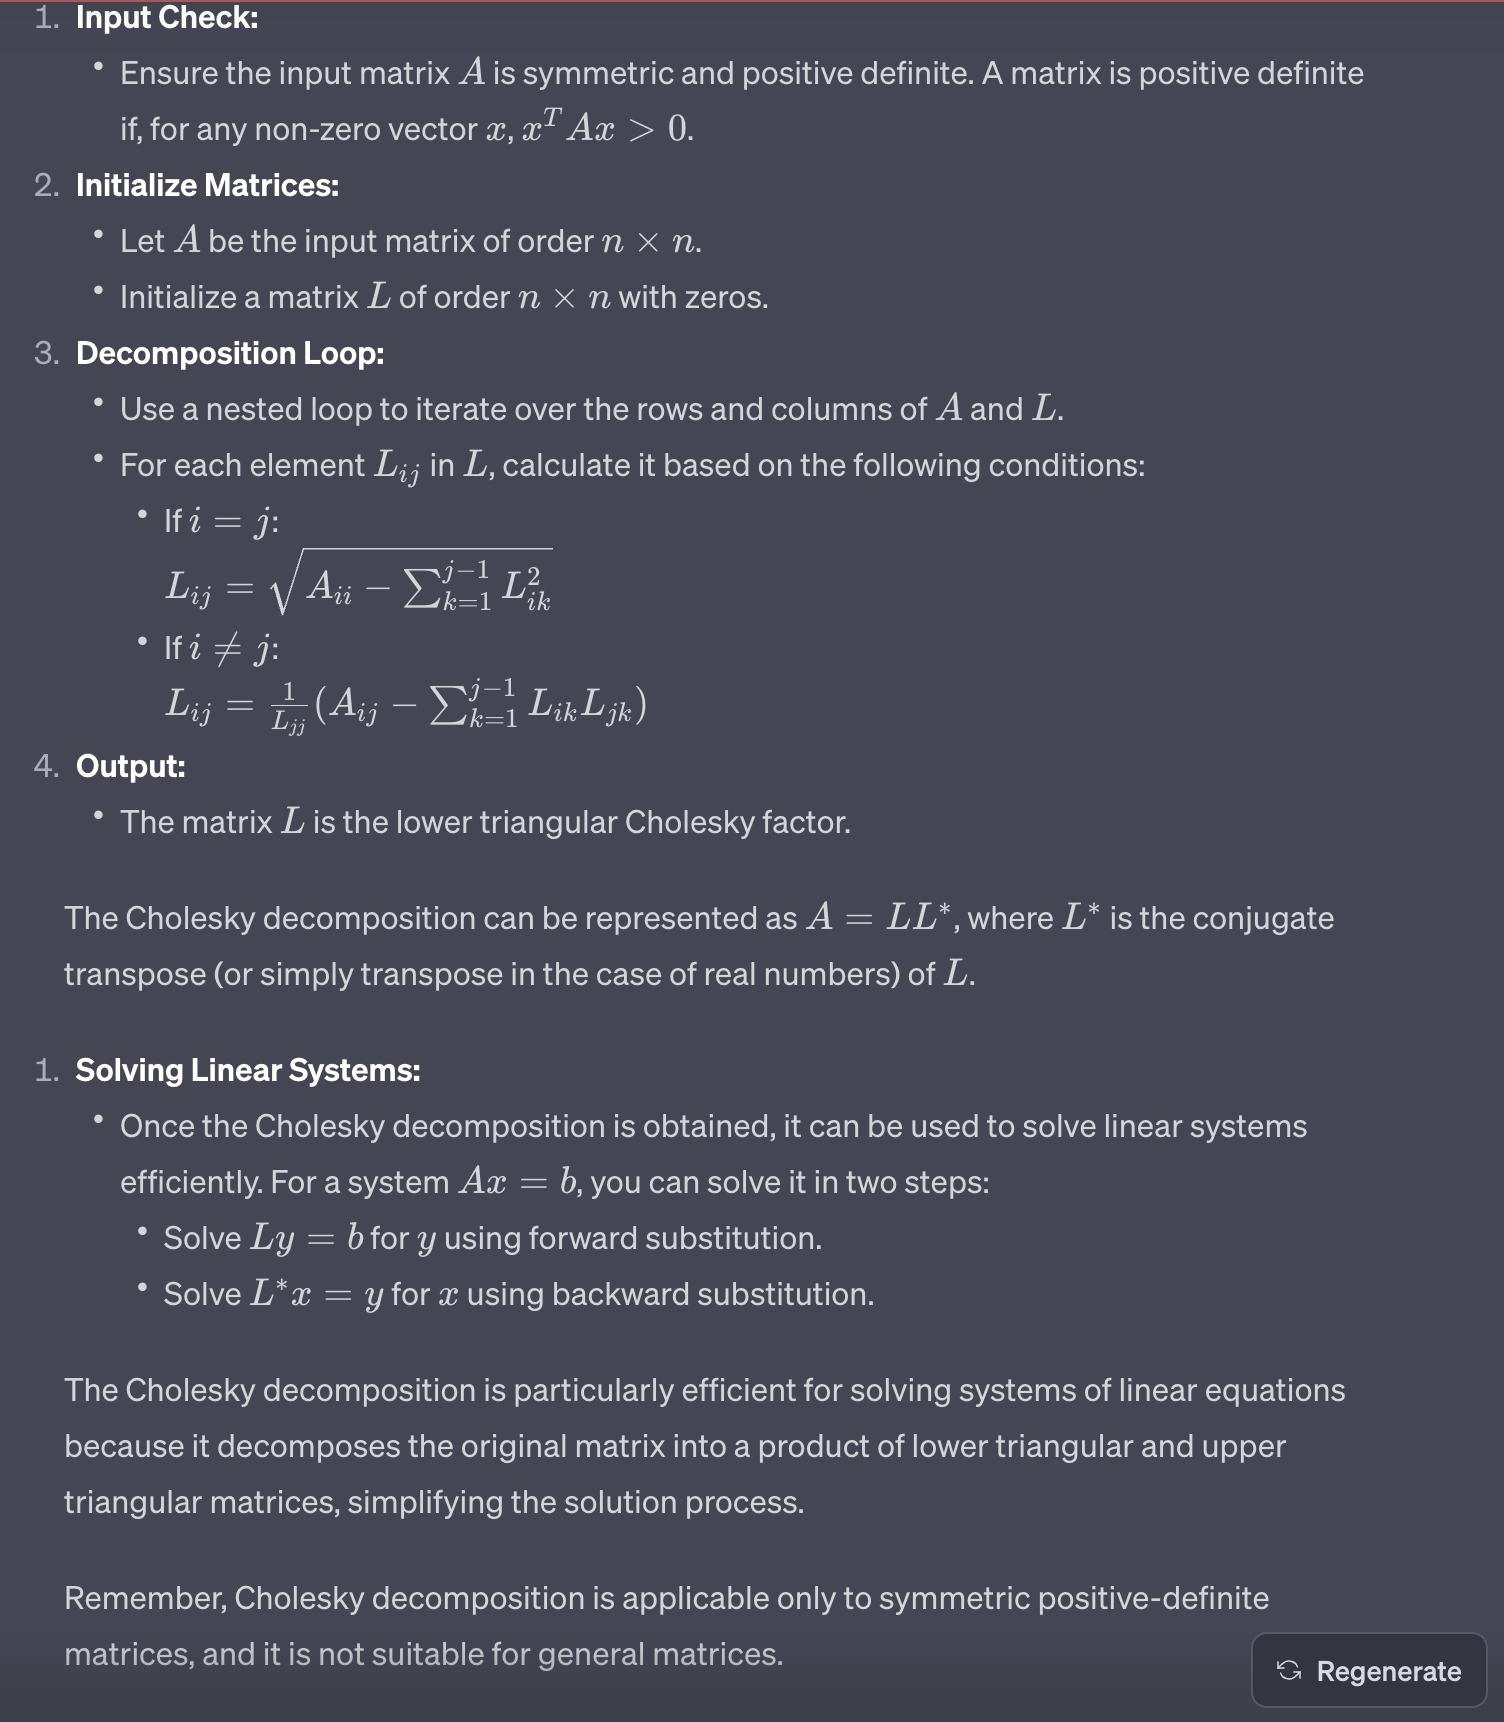 1. Input Check:
• Ensure the input matrix A is symmetric and positive definite. A matrix is positive definite
if, for any non-zero vector x, x^T Ax > 0.
2. Initialize Matrices:
• Let A be the input matrix of order n × n.
• Initialize a matrix L of order n × n with zeros.
3. Decomposition Loop:
• Use a nested loop to iterate over the rows and columns of A and L.
• For each element L_{ij} in L, calculate it based on the following conditions:
• If i = j:
L_{ij} = \sqrt{A_{ii} − \sum_{k=1}^{j−1} L_{ik}^2}
• If i ≠ j:
L_{ij} = \frac{1}{L_{jj}} (A_{ij} − \sum_{k=1}^{j−1} L_{ik} L_{jk})
4. Output:
• The matrix L is the lower triangular Cholesky factor.
The Cholesky decomposition can be represented as A = LL*, where L* is the conjugate
transpose (or simply transpose in the case of real numbers) of L.
1. Solving Linear Systems:
• Once the Cholesky decomposition is obtained, it can be used to solve linear systems
efficiently. For a system Ax = b, you can solve it in two steps:
• Solve Ly = b for y using forward substitution.
• Solve L*x = y for x using backward substitution.
The Cholesky decomposition is particularly efficient for solving systems of linear equations
because it decomposes the original matrix into a product of lower triangular and upper
triangular matrices, simplifying the solution process.
Remember, Cholesky decomposition is applicable only to symmetric positive-definite
matrices, and it is not suitable for general matrices.
Regenerate